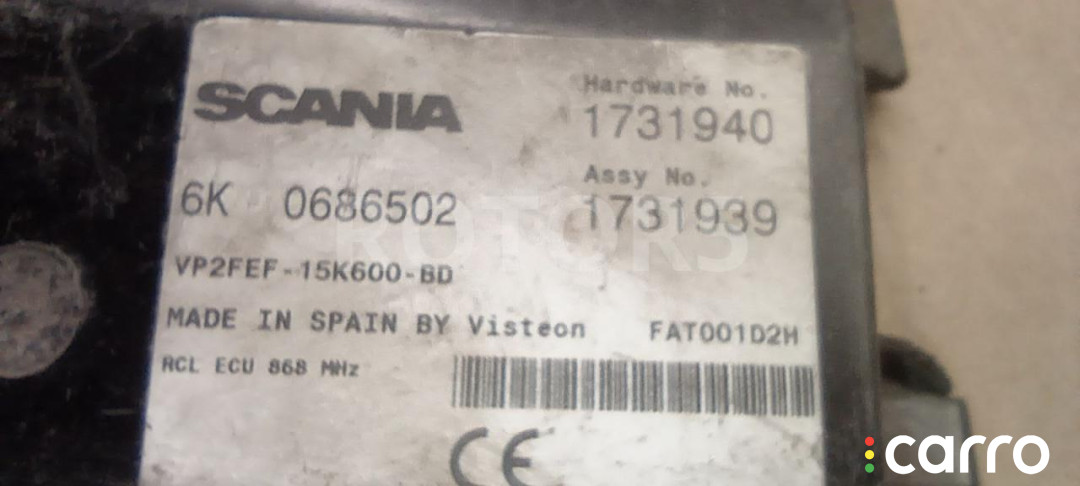 SCANIA
Hardware No.
1731940
Assy No.
6K 0686502
1731939
ROTORS
VP2FEF-15K600-BD
MADE IN SPAIN BY Visteon FAT001D2H
RCL ECU 868 MHz
CE
carro